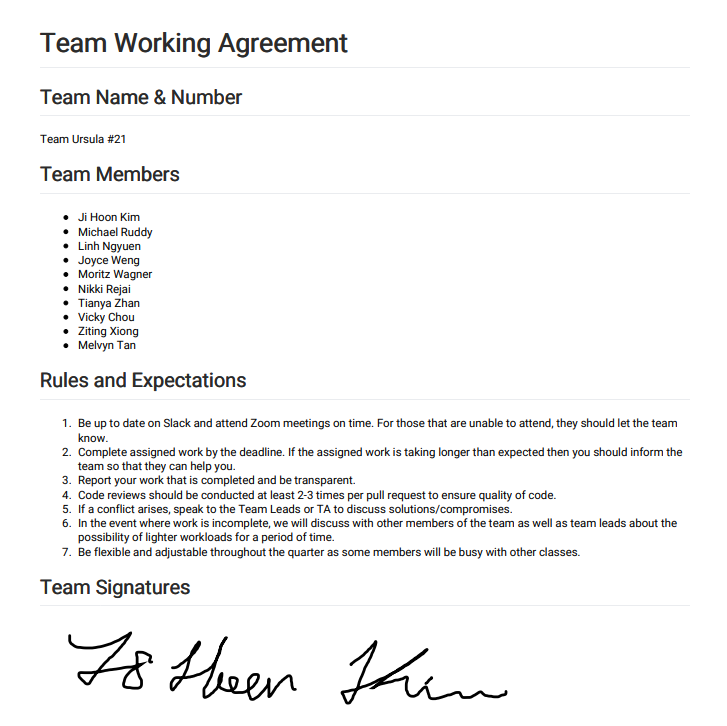 Team Working Agreement
Team Name & Number
Team Ursula #21
Team Members
Ji Hoon Kim
Michael Ruddy
Linh Ngyuen
Joyce Weng
Moritz Wagner
Nikki Rejai
Tianya Zhan
Vicky Chou
Ziting Xiong
Melvyn Tan
Rules and Expectations
1. Be up to date on Slack and attend Zoom meetings on time. For those that are unable to attend, they should let the team
know.
2. Complete assigned work by the deadline. If the assigned work is taking longer than expected then you should inform the
team so that they can help you.
3. Report your work that is completed and be transparent.
4. Code reviews should be conducted at least 2-3 times per pull request to ensure quality of code.
5. If a conflict arises, speak to the Team Leads or TA to discuss solutions/compromises.
6. In the event where work is incomplete, we will discuss with other members of the team as well as team leads about the
possibility of lighter workloads for a period of time.
7. Be flexible and adjustable throughout the quarter as some members will be busy with other classes.
Team Signatures
Ji Hoon Kim